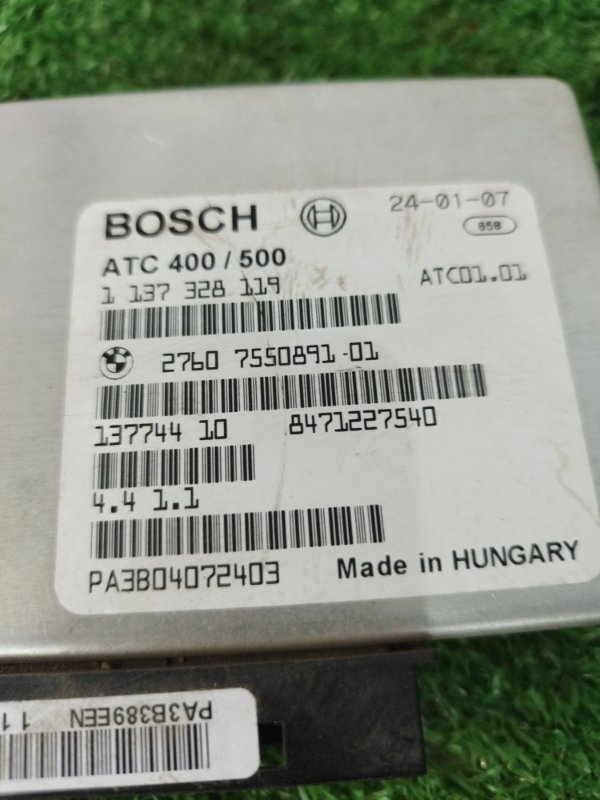 BOSCH
24-01-07
658
ATC 400 / 500
ATC01.01
1 137 328 119
2760 7550891-01
137744 10 8471227540
4.4 1.1
PA3B04072403
Made in HUNGARY
PA3B389EEN